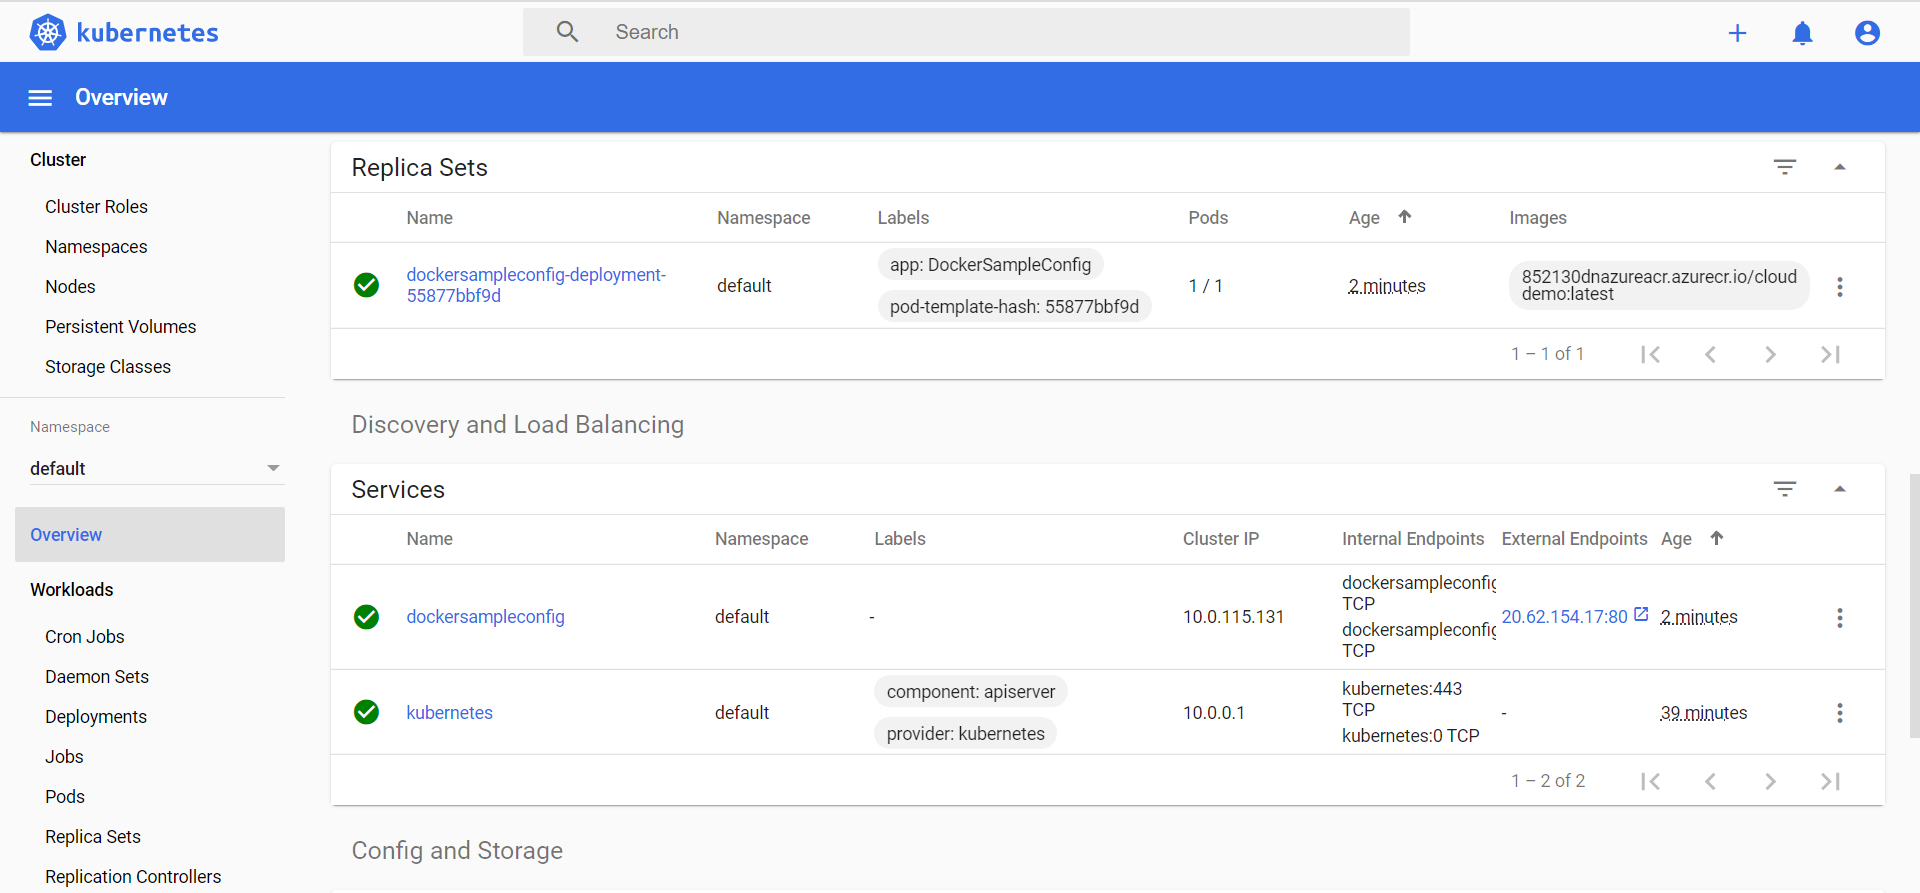 kubernetes
Search
Overview
Cluster
Cluster Roles
Namespaces
Nodes
Persistent Volumes
Storage Classes
Namespace
default
Overview
Workloads
Cron Jobs
Daemon Sets
Deployments
Jobs
Pods
Replica Sets
Replication Controllers
Replica Sets
Name Namespace Labels Pods Age Images
dockersampleconfig-deployment-
55877bbf9d
default
app: DockerSampleConfig
pod-template-hash: 55877bbf9d
1 / 1
2 minutes
852130dnazureacr.azurecr.io/cloud
demo:latest
1 – 1 of 1
Discovery and Load Balancing
Services
Name Namespace Labels Cluster IP Internal Endpoints External Endpoints Age
dockersampleconfig
default
-
10.0.115.131
dockersampleconfig
TCP
dockersampleconfig
TCP
20.62.154.17:80
2 minutes
kubernetes
default
component: apiserver
provider: kubernetes
10.0.0.1
kubernetes:443
TCP
kubernetes:0 TCP
-
39 minutes
1 – 2 of 2
Config and Storage